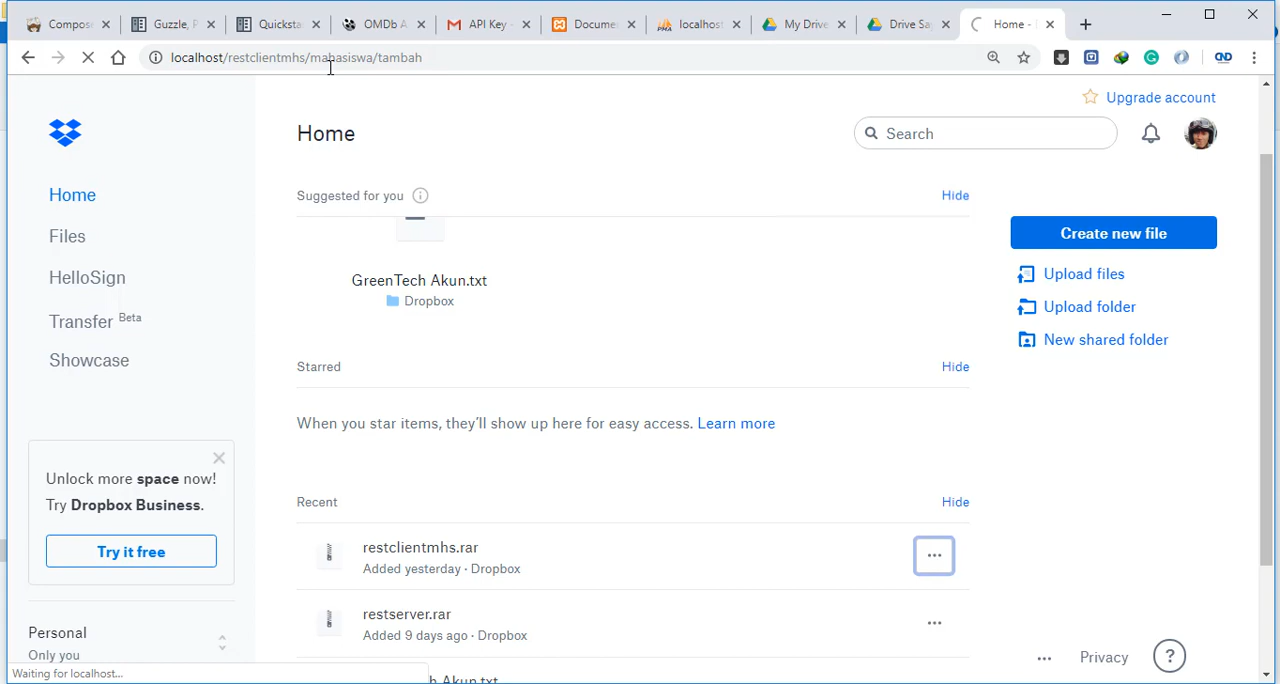 Compos
Guzzle, P
Quicksta
OMDb A
API Key -
Docume
localhost
My Drive
Drive Sa
Home -
localhost/restclientmhs/mahasiswa/tambah
Upgrade account
Home
Search
Home
Files
HelloSign
Transfer Beta
Showcase
Suggested for you
Hide
GreenTech Akun.txt
Dropbox
Create new file
Upload files
Upload folder
New shared folder
Starred
Hide
When you star items, they'll show up here for easy access. Learn more
Unlock more space now!
Try Dropbox Business.
Try it free
Recent
Hide
restclientmhs.rar
Added yesterday · Dropbox
restserver.rar
Added 9 days ago · Dropbox
Personal
Only you
Privacy
?
Waiting for localhost...
h Akun.txt